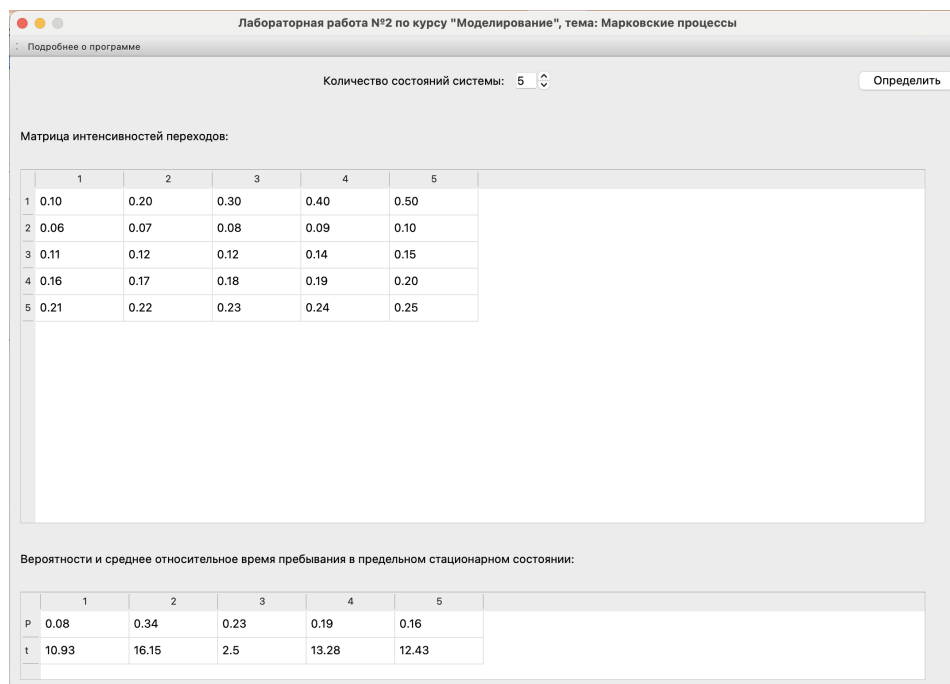 Лабораторная работа №2 по курсу "Моделирование", тема: Марковские процессы
Подробнее о программе
Количество состояний системы: 5 Определить
Матрица интенсивностей переходов:
1 2 3 4 5
1 0.10 0.20 0.30 0.40 0.50
2 0.06 0.07 0.08 0.09 0.10
3 0.11 0.12 0.12 0.14 0.15
4 0.16 0.17 0.18 0.19 0.20
5 0.21 0.22 0.23 0.24 0.25
Вероятности и среднее относительное время пребывания в предельном стационарном состоянии:
1 2 3 4 5
P 0.08 0.34 0.23 0.19 0.16
t 10.93 16.15 2.5 13.28 12.43